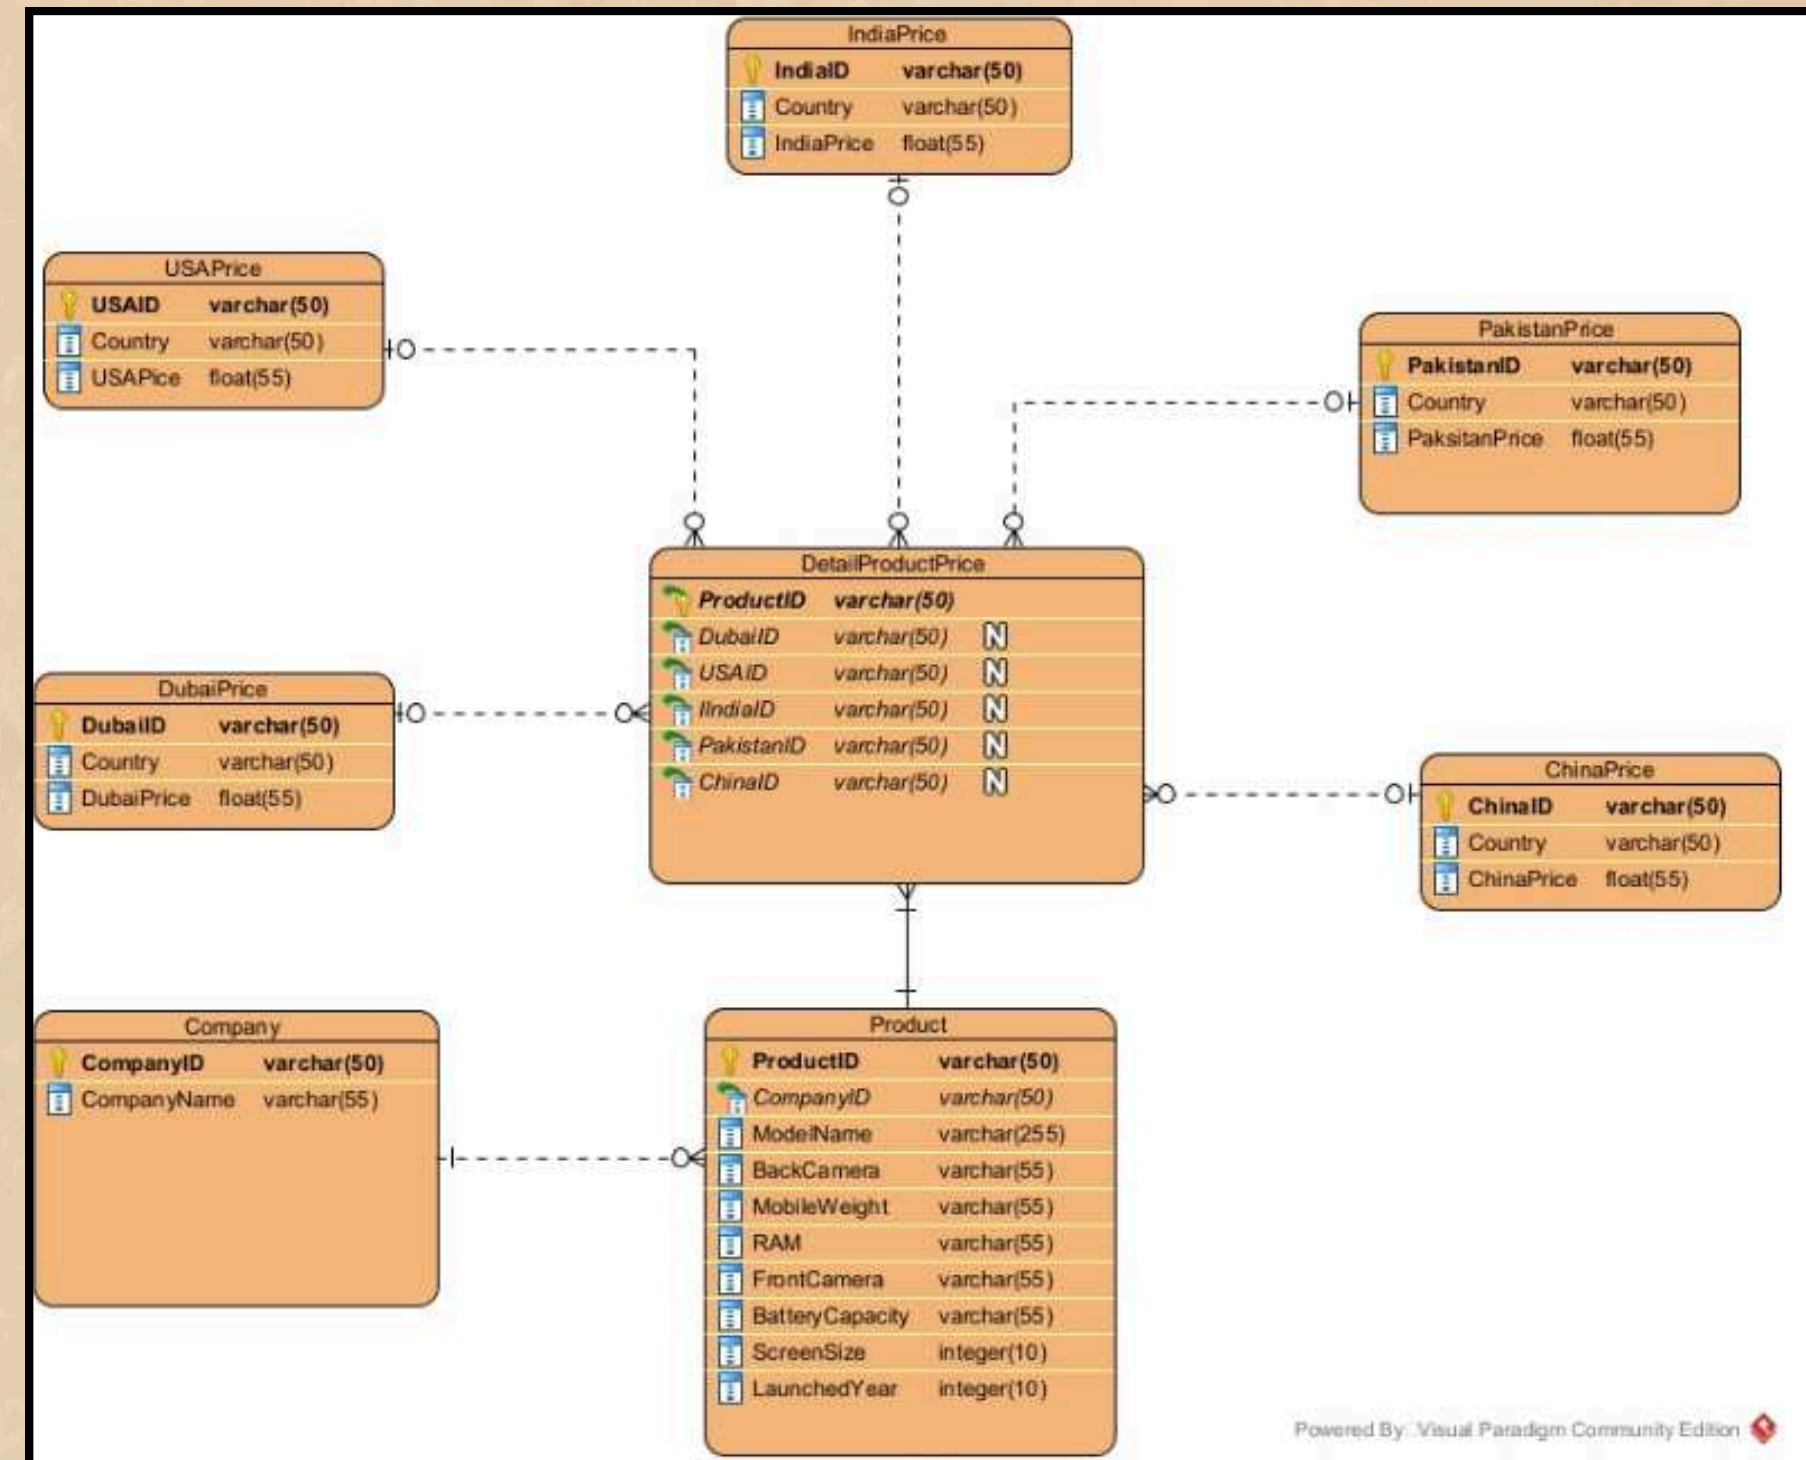 IndiaPrice
IndiaID varchar(50)
Country varchar(50)
IndiaPrice float(55)
USAPrice
USAID varchar(50)
Country varchar(50)
USAPice float(55)
PakistanPrice
PakistanID varchar(50)
Country varchar(50)
PaksitanPrice float(55)
DetailProductPrice
ProductID varchar(50)
DubaiID varchar(50) N
USAID varchar(50) N
IIndiaID varchar(50) N
PakistanID varchar(50) N
ChinaID varchar(50) N
DubaiPrice
DubaiID varchar(50)
Country varchar(50)
DubaiPrice float(55)
ChinaPrice
ChinaID varchar(50)
Country varchar(50)
ChinaPrice float(55)
Company
CompanyID varchar(50)
CompanyName varchar(55)
Product
ProductID varchar(50)
CompanyID varchar(50)
ModelName varchar(255)
BackCamera varchar(55)
MobileWeight varchar(55)
RAM varchar(55)
FrontCamera varchar(55)
BatteryCapacity varchar(55)
ScreenSize integer(10)
LaunchedYear integer(10)
Powered By: Visual Paradigm Community Edition